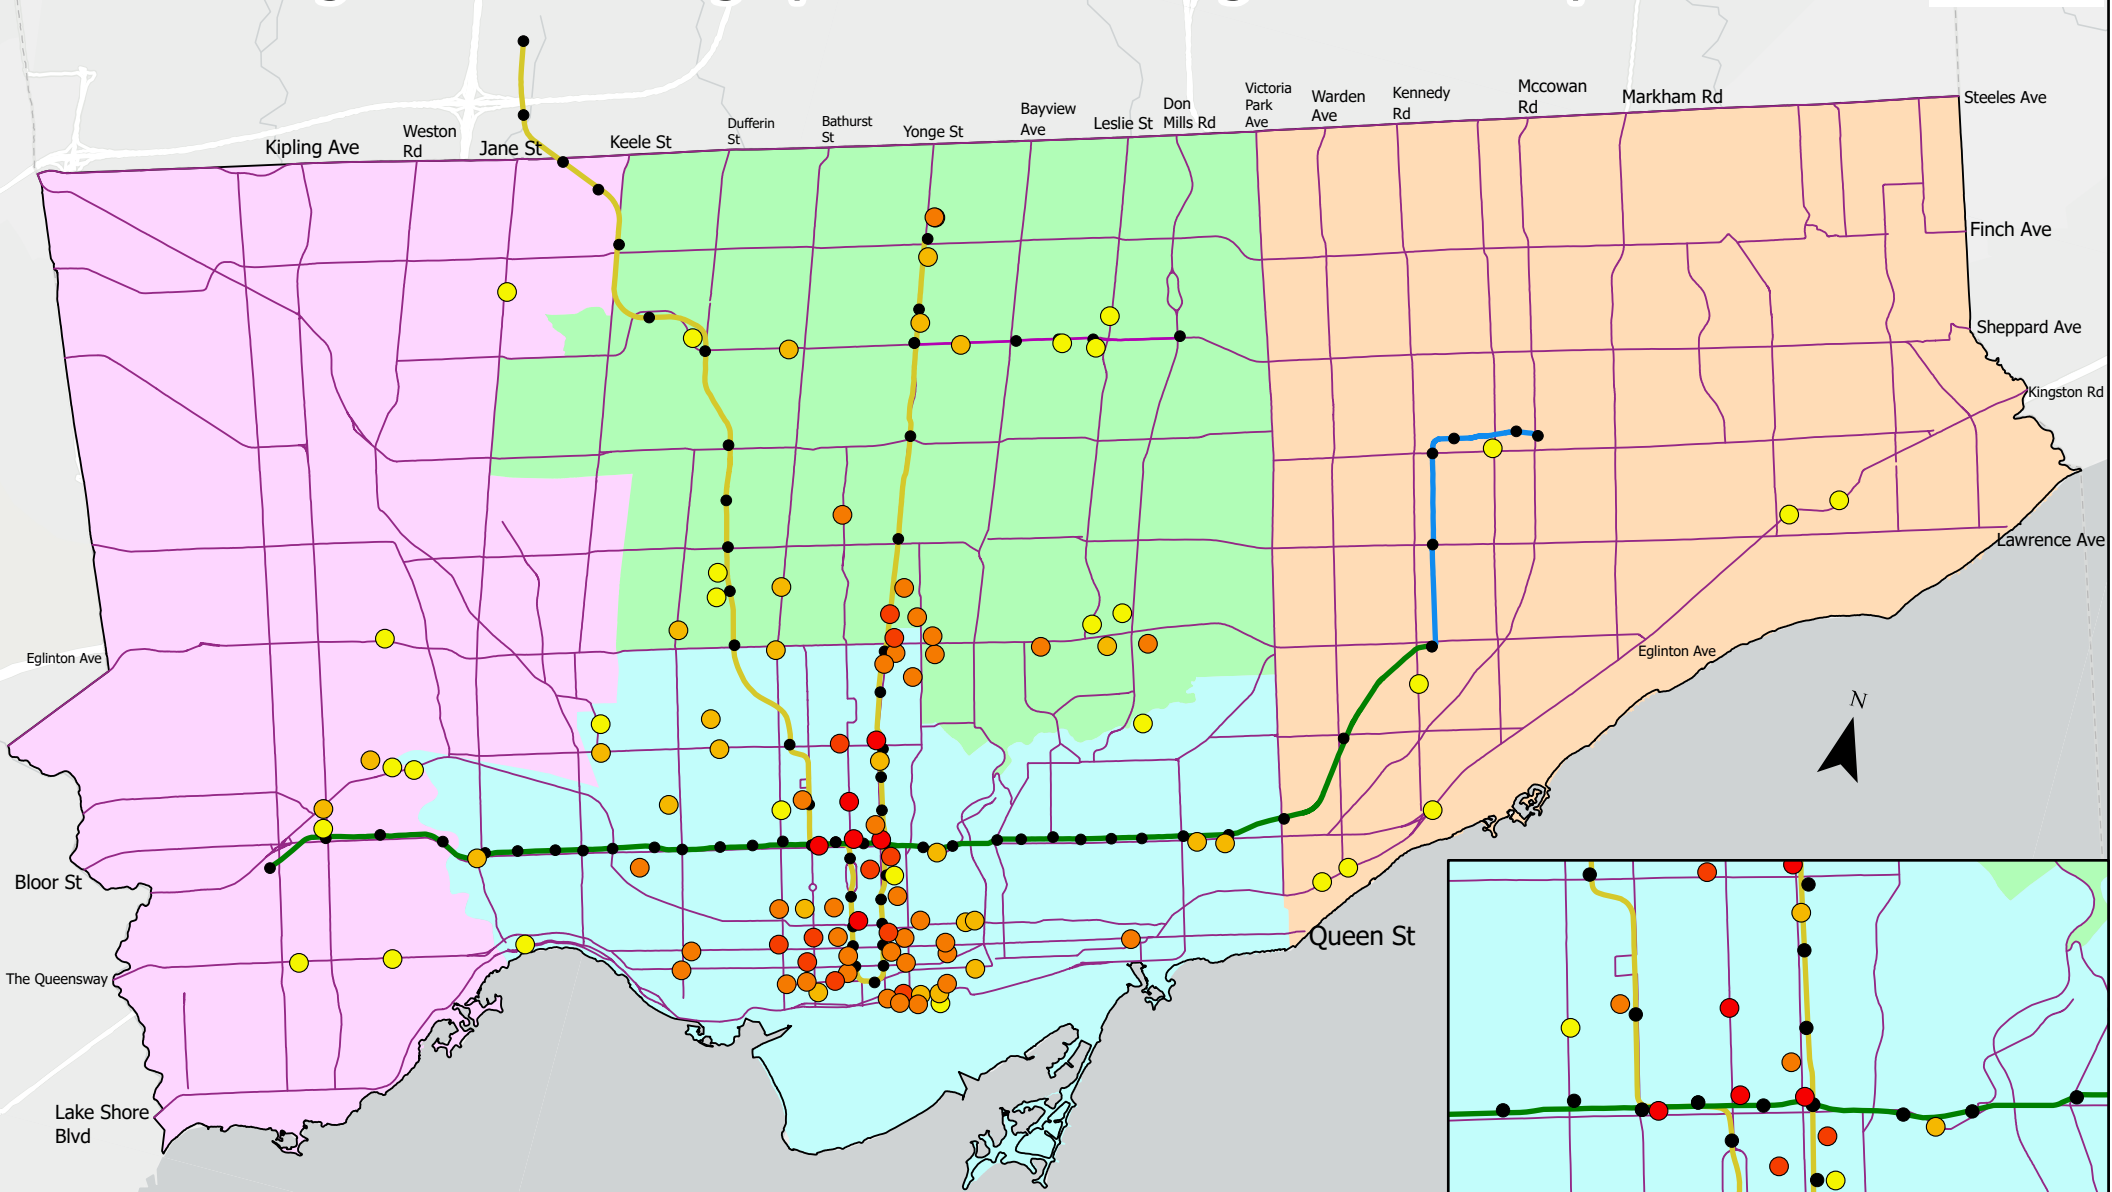 Victoria
Park
Ave
Warden
Ave
Kennedy
Rd
Mccowan
Rd
Markham Rd
Steeles Ave
Don
Mills Rd
Leslie St
Bayview
Ave
Yonge St
Bathurst
St
Dufferin
St
Keele St
Jane St
Weston
Rd
Kipling Ave
Finch Ave
Sheppard Ave
Kingston Rd
Lawrence Ave
Eglinton Ave
Eglinton Ave
N
Bloor St
Queen St
The Queensway
Lake Shore
Blvd